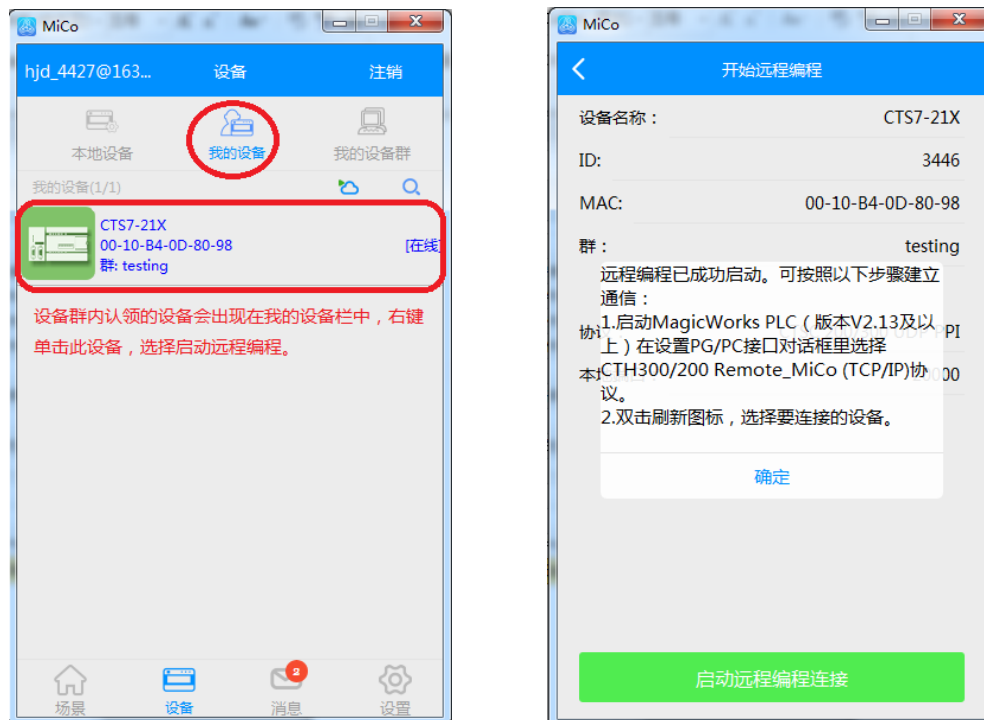 MiCo
hjd_4427@163...
设备
注销
本地设备
我的设备
我的设备群
我的设备(1/1)
CTS7-21X
00-10-B4-0D-80-98
[在线]
群: testing
设备群内认领的设备会出现在我的设备栏中，右键
单击此设备，选择启动远程编程。
场景
设备
2
消息
设置
MiCo
开始远程编程
设备名称：
CTS7-21X
ID:
3446
MAC:
00-10-B4-0D-80-98
群：
testing
远程编程已成功启动。可按照以下步骤建立
通信：
1.启动MagicWorks PLC（版本V2.13及以
上）在设置PG/PC接口对话框里选择
CTH300/200 Remote_MiCo (TCP/IP)协
议。
2.双击刷新图标，选择要连接的设备。
确定
启动远程编程连接